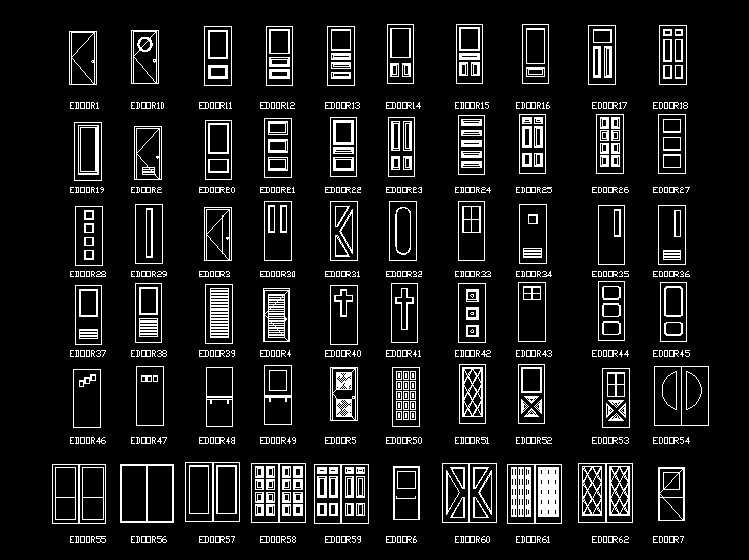 EDOOR1 EDOOR10 EDOOR11 EDOOR12 EDOOR13 EDOOR14 EDOOR15 EDOOR16 EDOOR17 EDOOR18
EDOOR19 EDOOR2 EDOOR20 EDOOR21 EDOOR22 EDOOR23 EDOOR24 EDOOR25 EDOOR26 EDOOR27
EDOOR28 EDOOR29 EDOOR3 EDOOR30 EDOOR31 EDOOR32 EDOOR33 EDOOR34 EDOOR35 EDOOR36
EDOOR37 EDOOR38 EDOOR39 EDOOR4 EDOOR40 EDOOR41 EDOOR42 EDOOR43 EDOOR44 EDOOR45
EDOOR46 EDOOR47 EDOOR48 EDOOR49 EDOOR5 EDOOR50 EDOOR51 EDOOR52 EDOOR53 EDOOR54
EDOOR55 EDOOR56 EDOOR57 EDOOR58 EDOOR59 EDOOR6 EDOOR60 EDOOR61 EDOOR62 EDOOR7